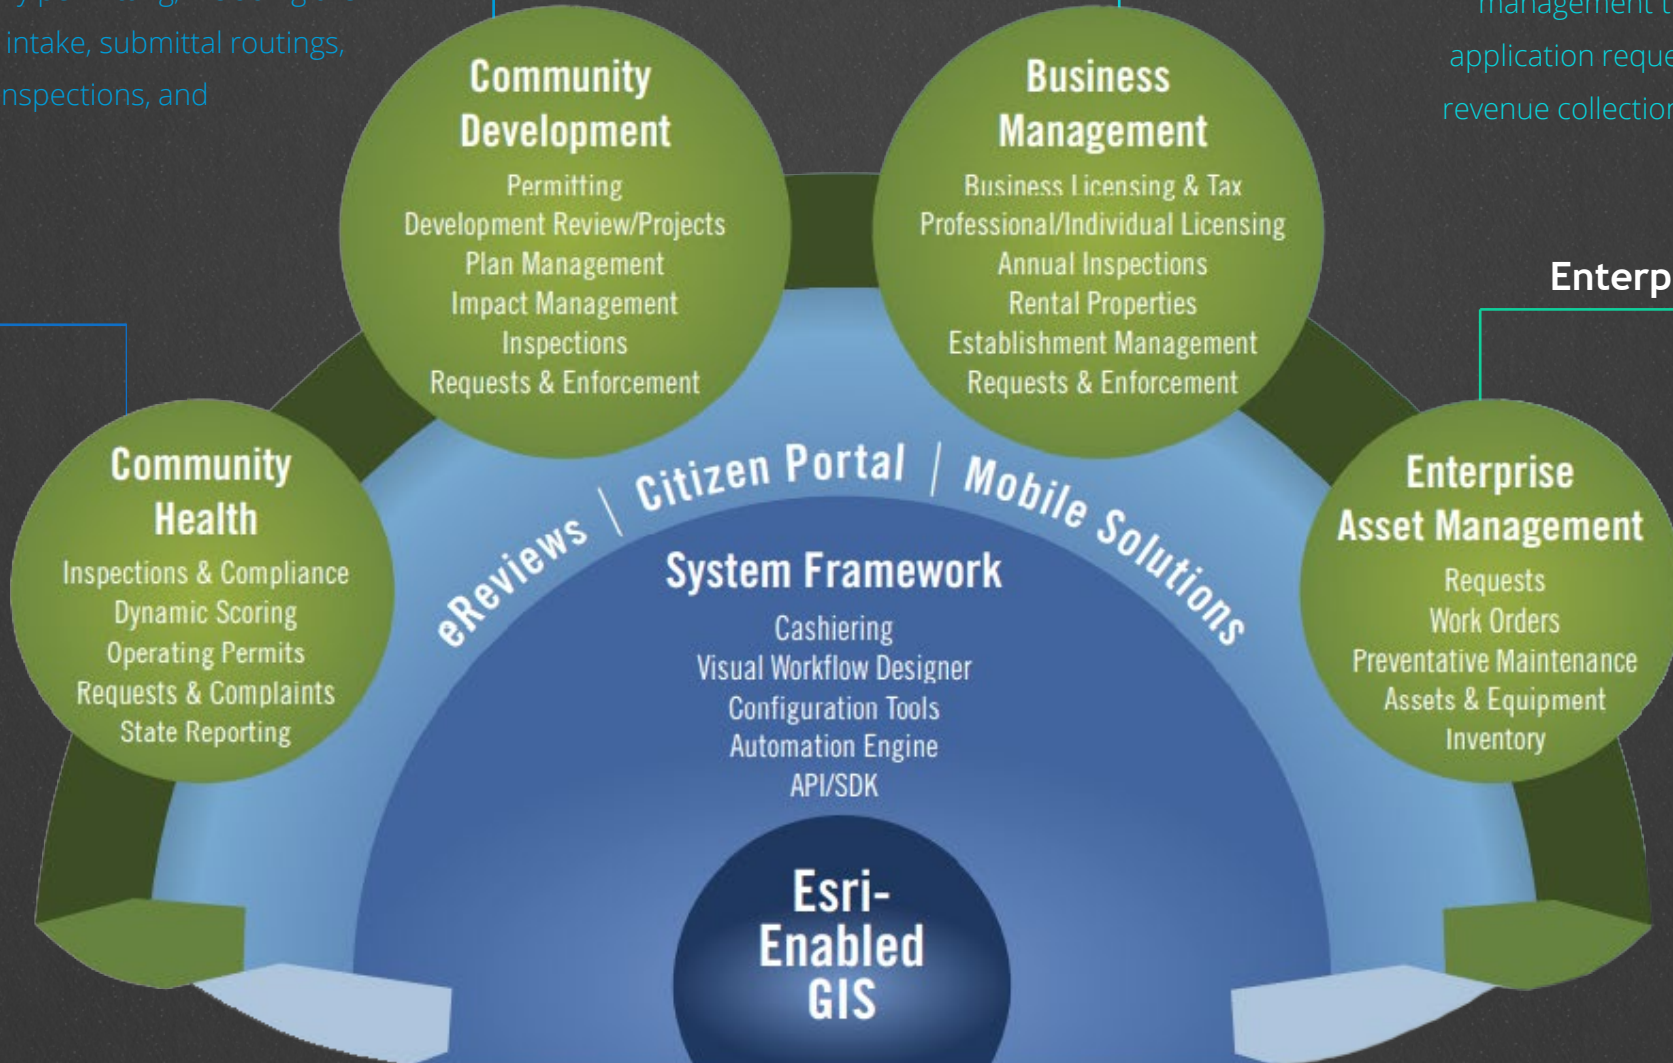 intake, submittal routings,
inspections, and
management
application
revenue collection
Enterp
Community
Development
Permitting
Development Review/Projects
Plan Management
Impact Management
Inspections
Requests & Enforcement
Business
Management
Business Licensing & Tax
Professional/Individual Licensing
Annual Inspections
Rental Properties
Establishment Management
Requests & Enforcement
Community
Health
Inspections & Compliance
Dynamic Scoring
Operating Permits
Requests & Complaints
State Reporting
Enterprise
Asset Management
Requests
Work Orders
Preventative Maintenance
Assets & Equipment
Inventory
eReviews | Citizen Portal | Mobile Solutions
System Framework
Cashiering
Visual Workflow Designer
Configuration Tools
Automation Engine
API/SDK
Esri-
Enabled
GIS